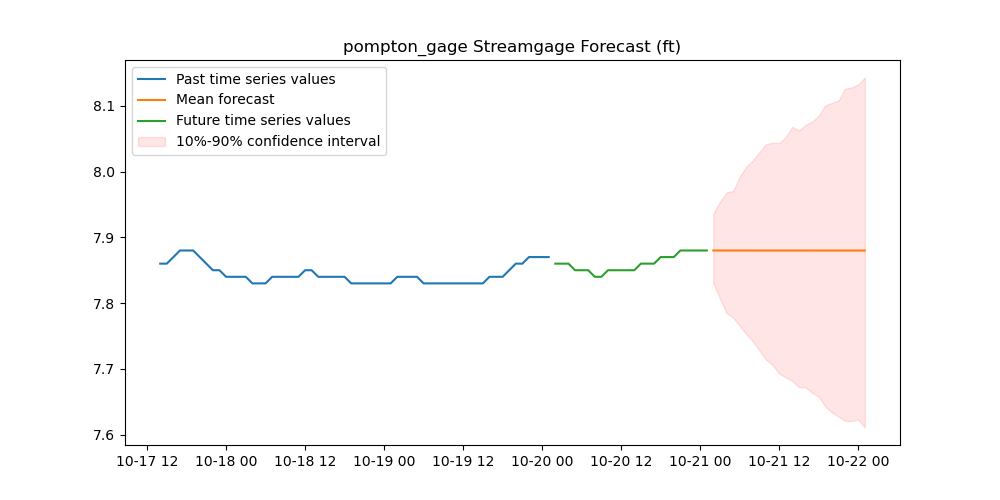 pompton_gage Streamgage Forecast (ft)
Past time series values
Mean forecast
Future time series values
10%-90% confidence interval
8.1
8.0
7.9
7.8
7.7
7.6
10-17 12 10-18 00 10-18 12 10-19 00 10-19 12 10-20 00 10-20 12 10-21 00 10-21 12 10-22 00